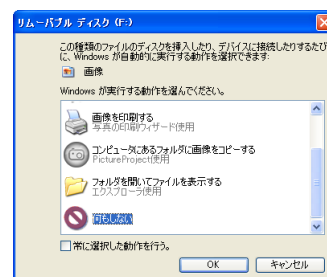 リムーバブル ディスク (F:)
この種類のファイルのディスクを挿入したり、デバイスに接続したりするたび
に、Windows が自動的に実行する動作を選択できます:
画像
Windows が実行する動作を選んでください。
画像を印刷する
写真の印刷ウィザード使用
コンピュータにあるフォルダに画像をコピーする
PictureProject使用
フォルダを開いてファイルを表示する
エクスプローラ使用
何もしない
常に選択した動作を行う。
OK
キャンセル